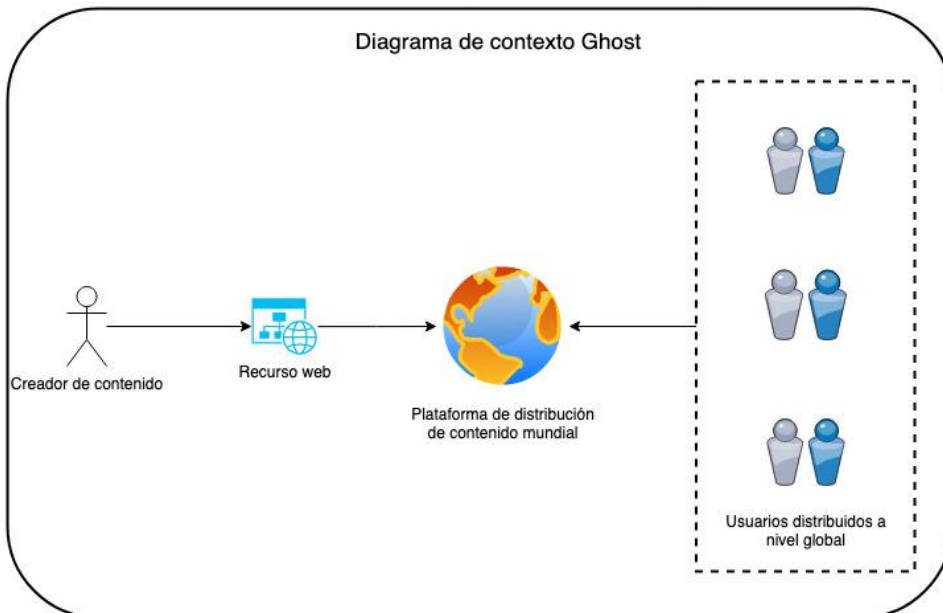 Diagrama de contexto Ghost
Creador de contenido
Recurso web
Plataforma de distribución
de contenido mundial
Usuarios distribuidos a
nivel global